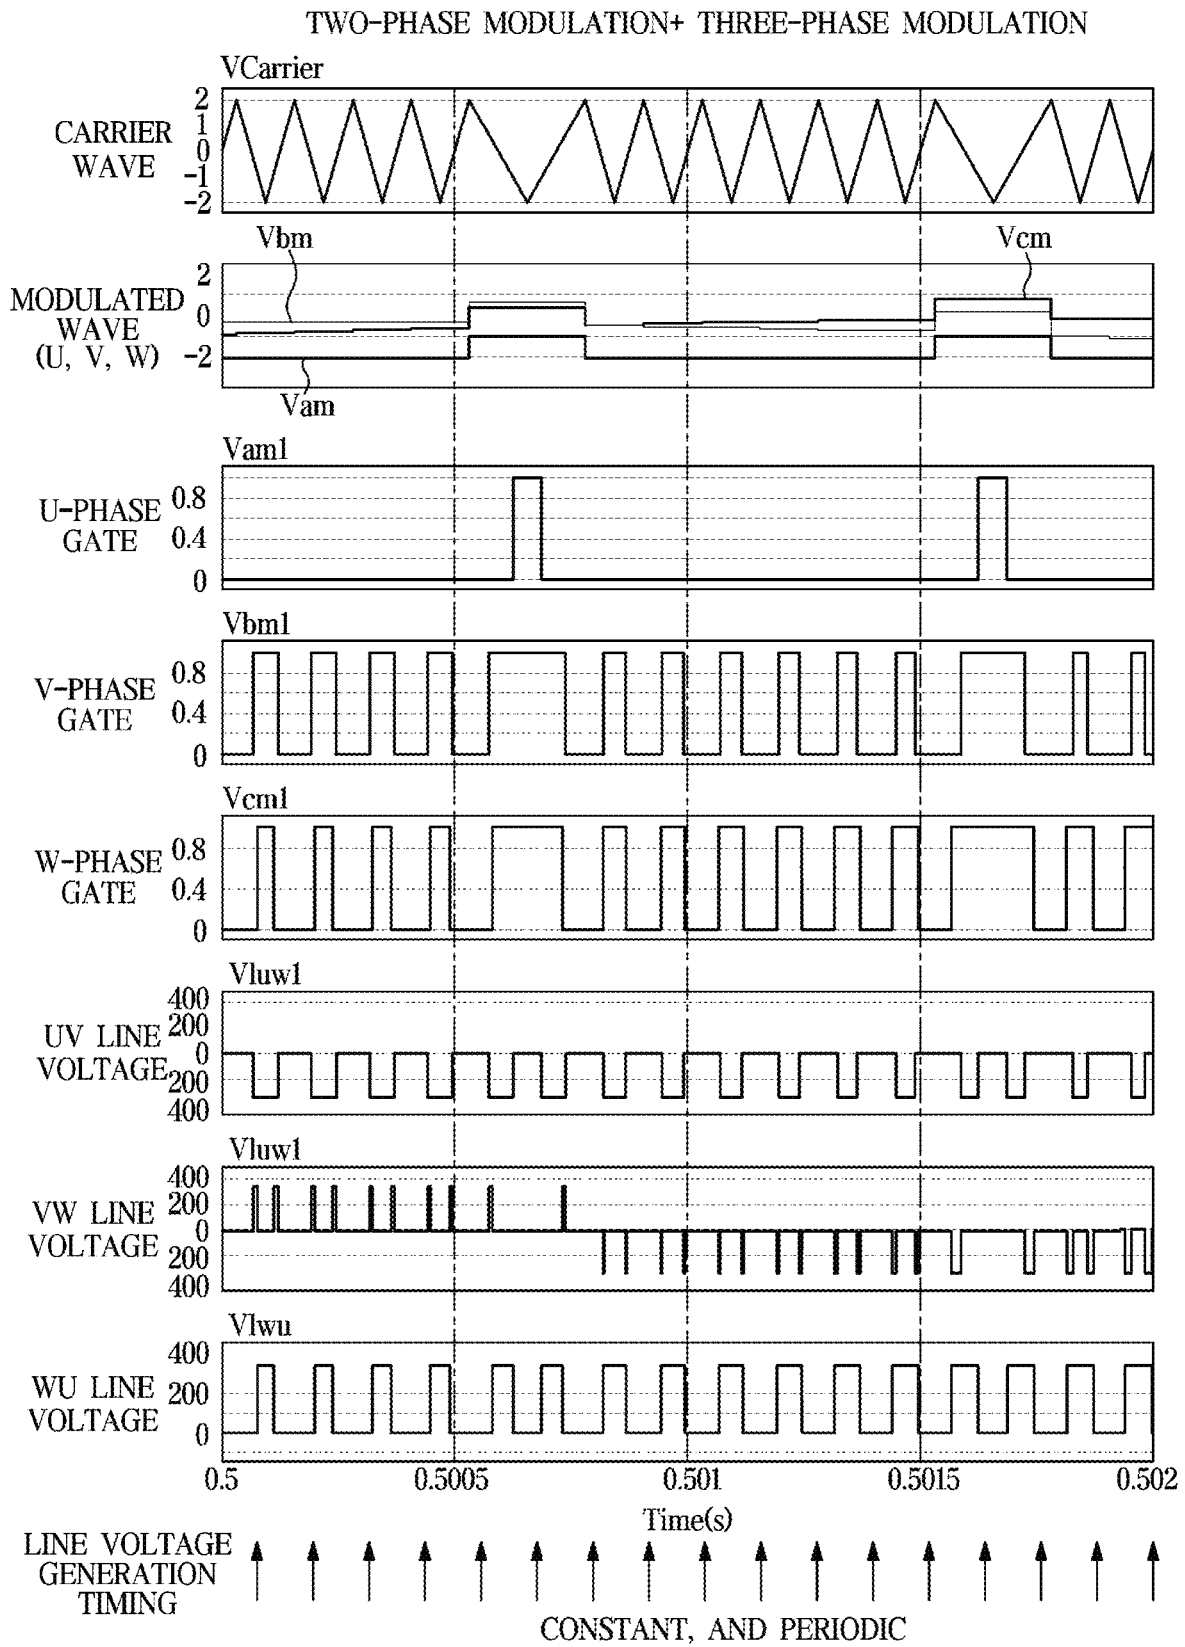 TWO-PHASE MODULATION+ THREE-PHASE MODULATION
VCarrier
CARRIER
WAVE
2
1
0
-1
-2
Vbm
Vcm
MODULATED
WAVE
(U, V, W)
2
0
-2
Vam
Vam1
U-PHASE
GATE
0.8
0.4
0
Vbm1
V-PHASE
GATE
0.8
0.4
0
Vcm1
W-PHASE
GATE
0.8
0.4
0
Vluw1
UV LINE
VOLTAGE
400
200
0
200
400
Vluw1
VW LINE
VOLTAGE
400
200
0
200
400
Vlwu
WU LINE
VOLTAGE
400
200
0
0.5 0.5005 0.501 0.5015 0.502
Time(s)
LINE VOLTAGE
GENERATION
TIMING
CONSTANT, AND PERIODIC